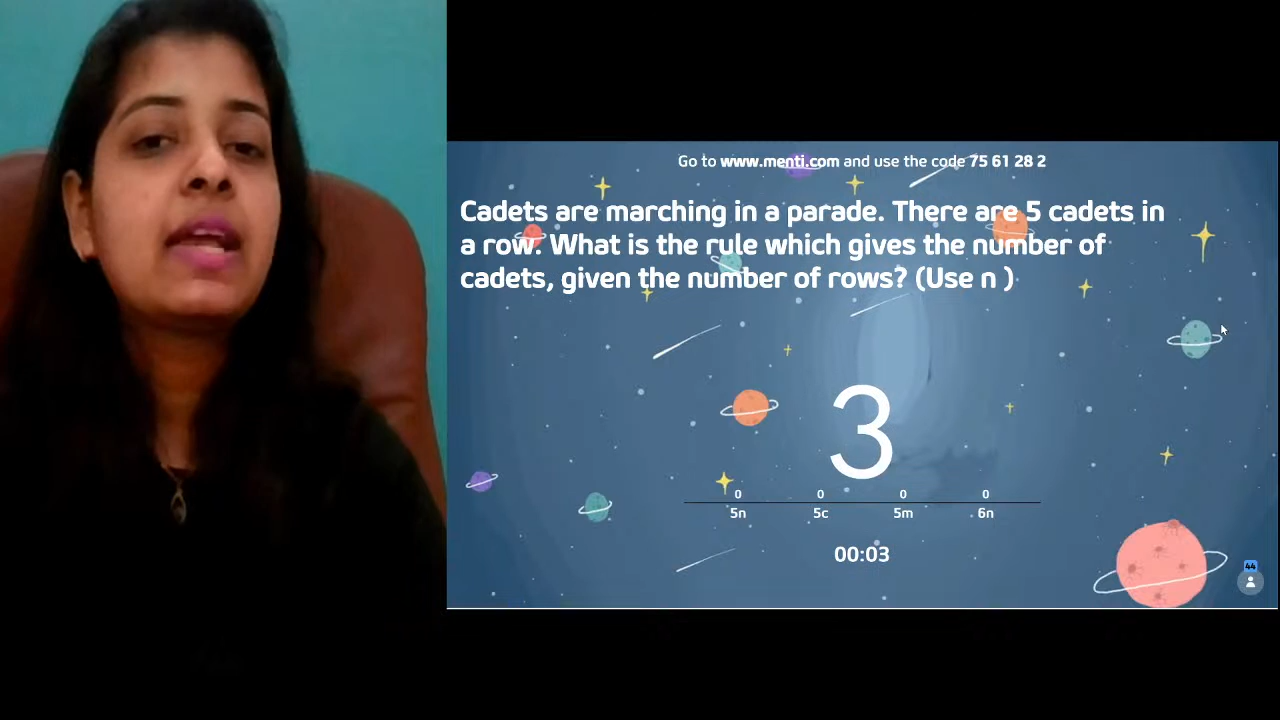 Go to www.menti.com and use the code 75 61 28 2
Cadets are marching in a parade. There are 5 cadets in
a row. What is the rule which gives the number of
cadets, given the number of rows? (Use n )
3
0 0 0 0
5n 5c 5m 6n
00:03
44